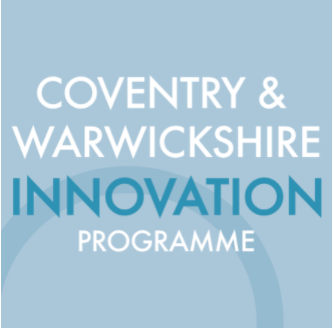 COVENTRY &
WARWICKSHIRE
INNOVATION
PROGRAMME